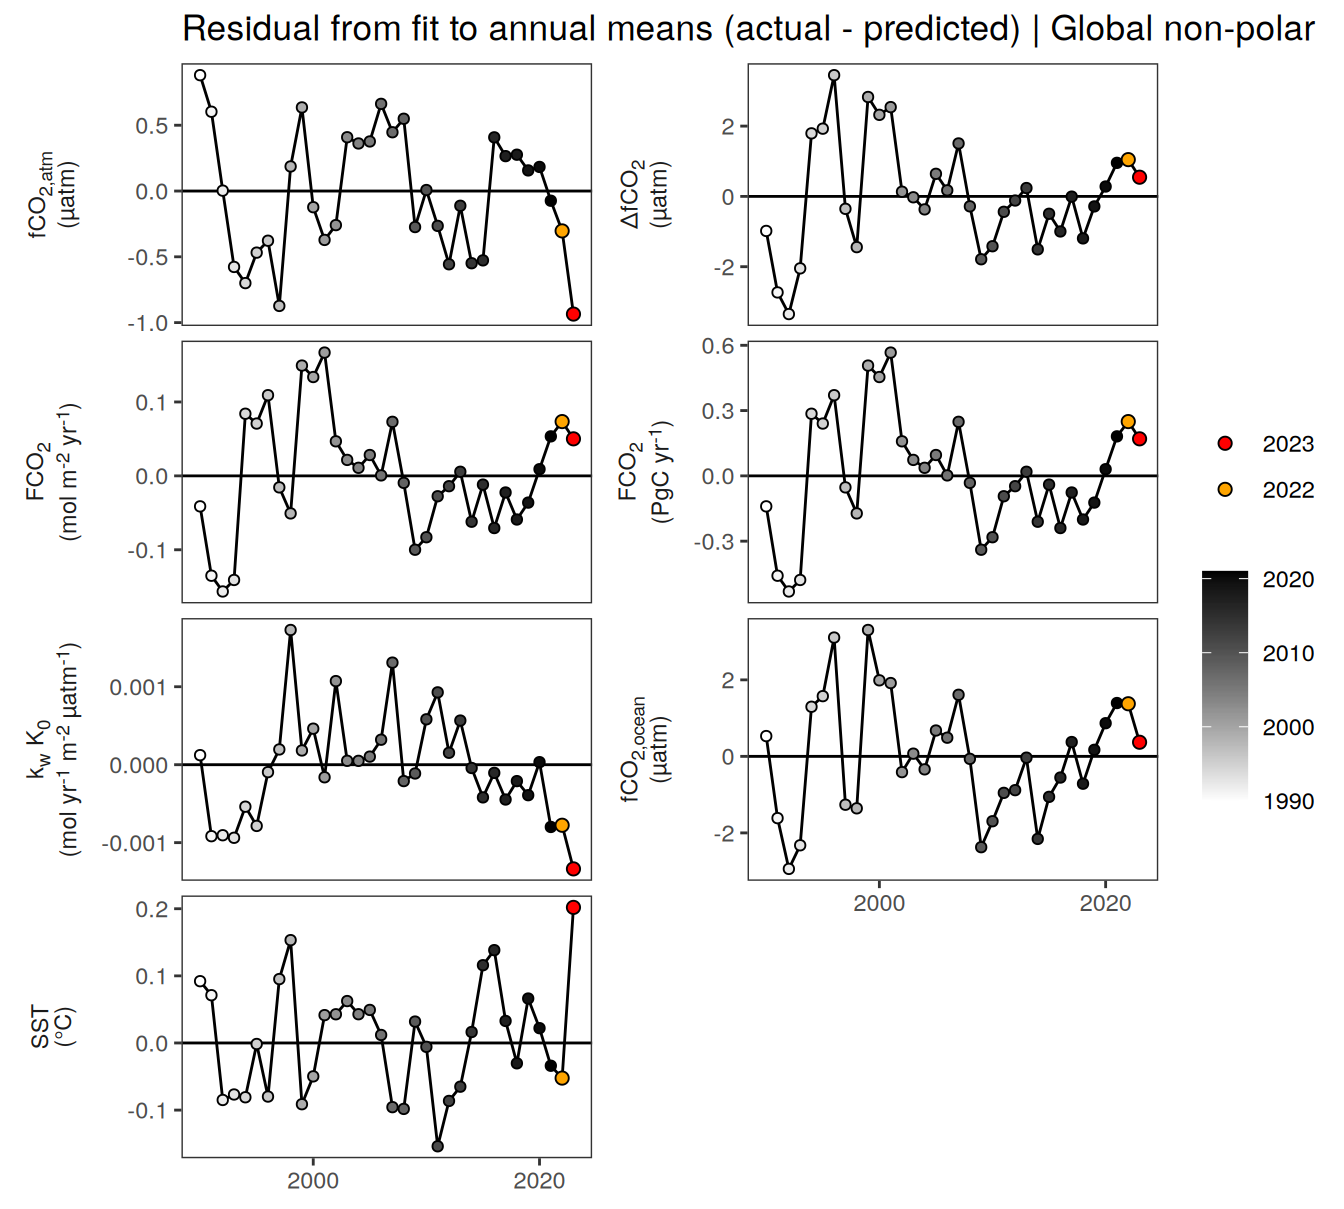 Residual from fit to annual means (actual - predicted) | Global non-polar
fCO2,atm
(µatm)
0.5
0.0
-0.5
-1.0
ΔfCO2
(µatm)
2
0
-2
FCO2
(mol m-2 yr-1)
0.1
0.0
-0.1
FCO2
(PgC yr-1)
0.6
0.3
0.0
-0.3
kw K0
(mol yr-1 m-2 µatm-1)
0.001
0.000
-0.001
fCO2,ocean
(µatm)
2
0
-2
2000
2020
SST
(°C)
0.2
0.1
0.0
-0.1
2000
2020
2023
2022
2020
2010
2000
1990